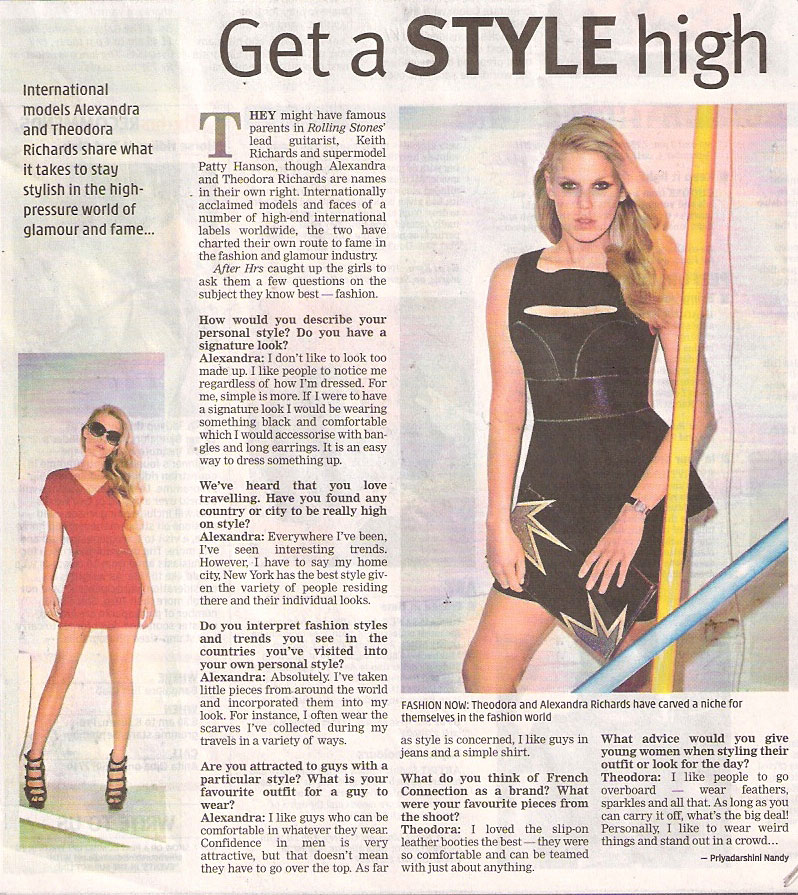 Get a STYLE high
International
models Alexandra
and Theodora
Richards share what
it takes to stay
stylish in the high-
pressure world of
glamour and fame...
THEY might have famous
parents in Rolling Stones'
lead guitarist, Keith
Richards and supermodel
Patty Hanson, though Alexandra
and Theodora Richards are names
in their own right. Internationally
acclaimed models and faces of a
number of high-end international
labels worldwide, the two have
charted their own route to fame in
the fashion and glamour industry.
After Hrs caught up the girls to
ask them a few questions on the
subject they know best — fashion.
How would you describe your
personal style? Do you have a
signature look?
Alexandra: I don't like to look too
made up. I like people to notice me
regardless of how I'm dressed. For
me, simple is more. If I were to have
a signature look I would be wearing
something black and comfortable
which I would accessorise with ban-
gles and long earrings. It is an easy
way to dress something up.
We've heard that you love
travelling. Have you found any
country or city to be really high
on style?
Alexandra: Everywhere I've been,
I've seen interesting trends.
However, I have to say my home
city, New York has the best style giv-
en the variety of people residing
there and their individual looks.
Do you interpret fashion styles
and trends you see in the
countries you've visited into
your own personal style?
Alexandra: Absolutely. I've taken
little pieces from around the world
and incorporated them into my
look. For instance, I often wear the
scarves I've collected during my
travels in a variety of ways.
Are you attracted to guys with a
particular style? What is your
favourite outfit for a guy to
wear?
Alexandra: I like guys who can be
comfortable in whatever they wear.
Confidence in men is very
attractive, but that doesn't mean
they have to go over the top. As far
FASHION NOW: Theodora and Alexandra Richards have carved a niche for
themselves in the fashion world
as style is concerned, I like guys in
jeans and a simple shirt.
What do you think of French
Connection as a brand? What
were your favourite pieces from
the shoot?
Theodora: I loved the slip-on
leather booties the best — they were
so comfortable and can be teamed
with just about anything.
What advice would you give
young women when styling their
outfit or look for the day?
Theodora: I like people to go
overboard — wear feathers,
sparkles and all that. As long as you
can carry it off, what's the big deal!
Personally, I like to wear weird
things and stand out in a crowd...
— Priyadarshini Nandy